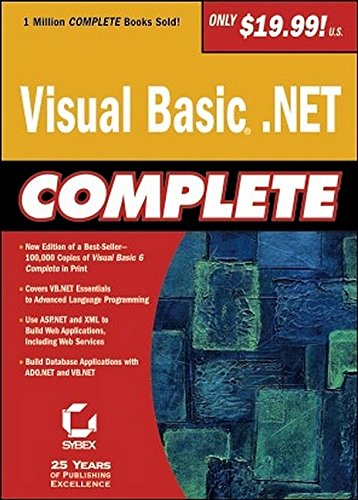 1 Million COMPLETE Books Sold!
ONLY $19.99! U.S.
Visual Basic® .NET
COMPLETE
• New Edition of a Best-Seller—
100,000 Copies of Visual Basic 6
Complete in Print
• Covers VB.NET Essentials
to Advanced Language Programming
• Use ASP.NET and XML to
Build Web Applications,
Including Web Services
• Build Database Applications with
ADO.NET and VB.NET
SYBEX
25 YEARS
OF PUBLISHING
EXCELLENCE